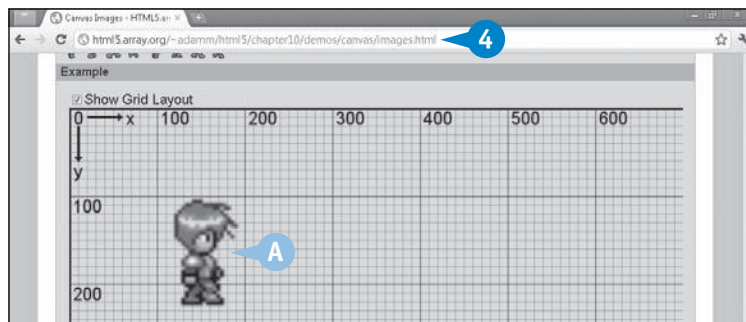 Canvas Images - HTML5.arr
html5.array.org/~adamm/html5/chapter10/demos/canvas/images.html
4
Example
Show Grid Layout
0 x 100 200 300 400 500 600
y
100
A
200